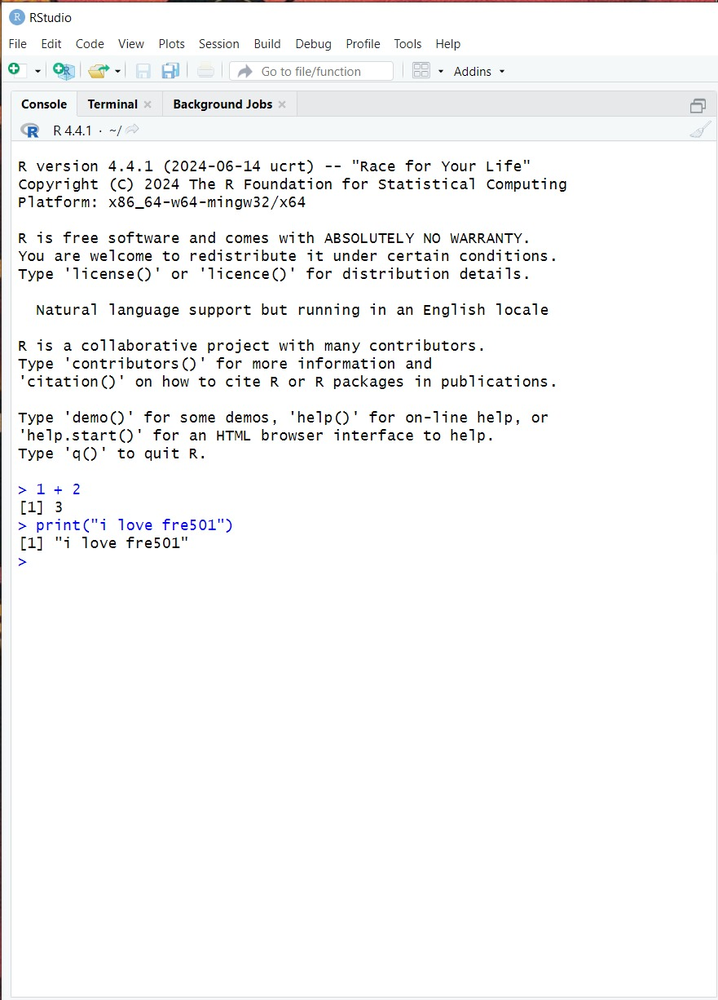 RStudio
File Edit Code View Plots Session Build Debug Profile Tools Help
Go to file/function Addins
Console Terminal Background Jobs
R 4.4.1 · ~/
R version 4.4.1 (2024-06-14 ucrt) -- "Race for Your Life"
Copyright (C) 2024 The R Foundation for Statistical Computing
Platform: x86_64-w64-mingw32/x64
R is free software and comes with ABSOLUTELY NO WARRANTY.
You are welcome to redistribute it under certain conditions.
Type 'license()' or 'licence()' for distribution details.
Natural language support but running in an English locale
R is a collaborative project with many contributors.
Type 'contributors()' for more information and
'citation()' on how to cite R or R packages in publications.
Type 'demo()' for some demos, 'help()' for on-line help, or
'help.start()' for an HTML browser interface to help.
Type 'q()' to quit R.
> 1 + 2
[1] 3
> print("i love fre501")
[1] "i love fre501"
>